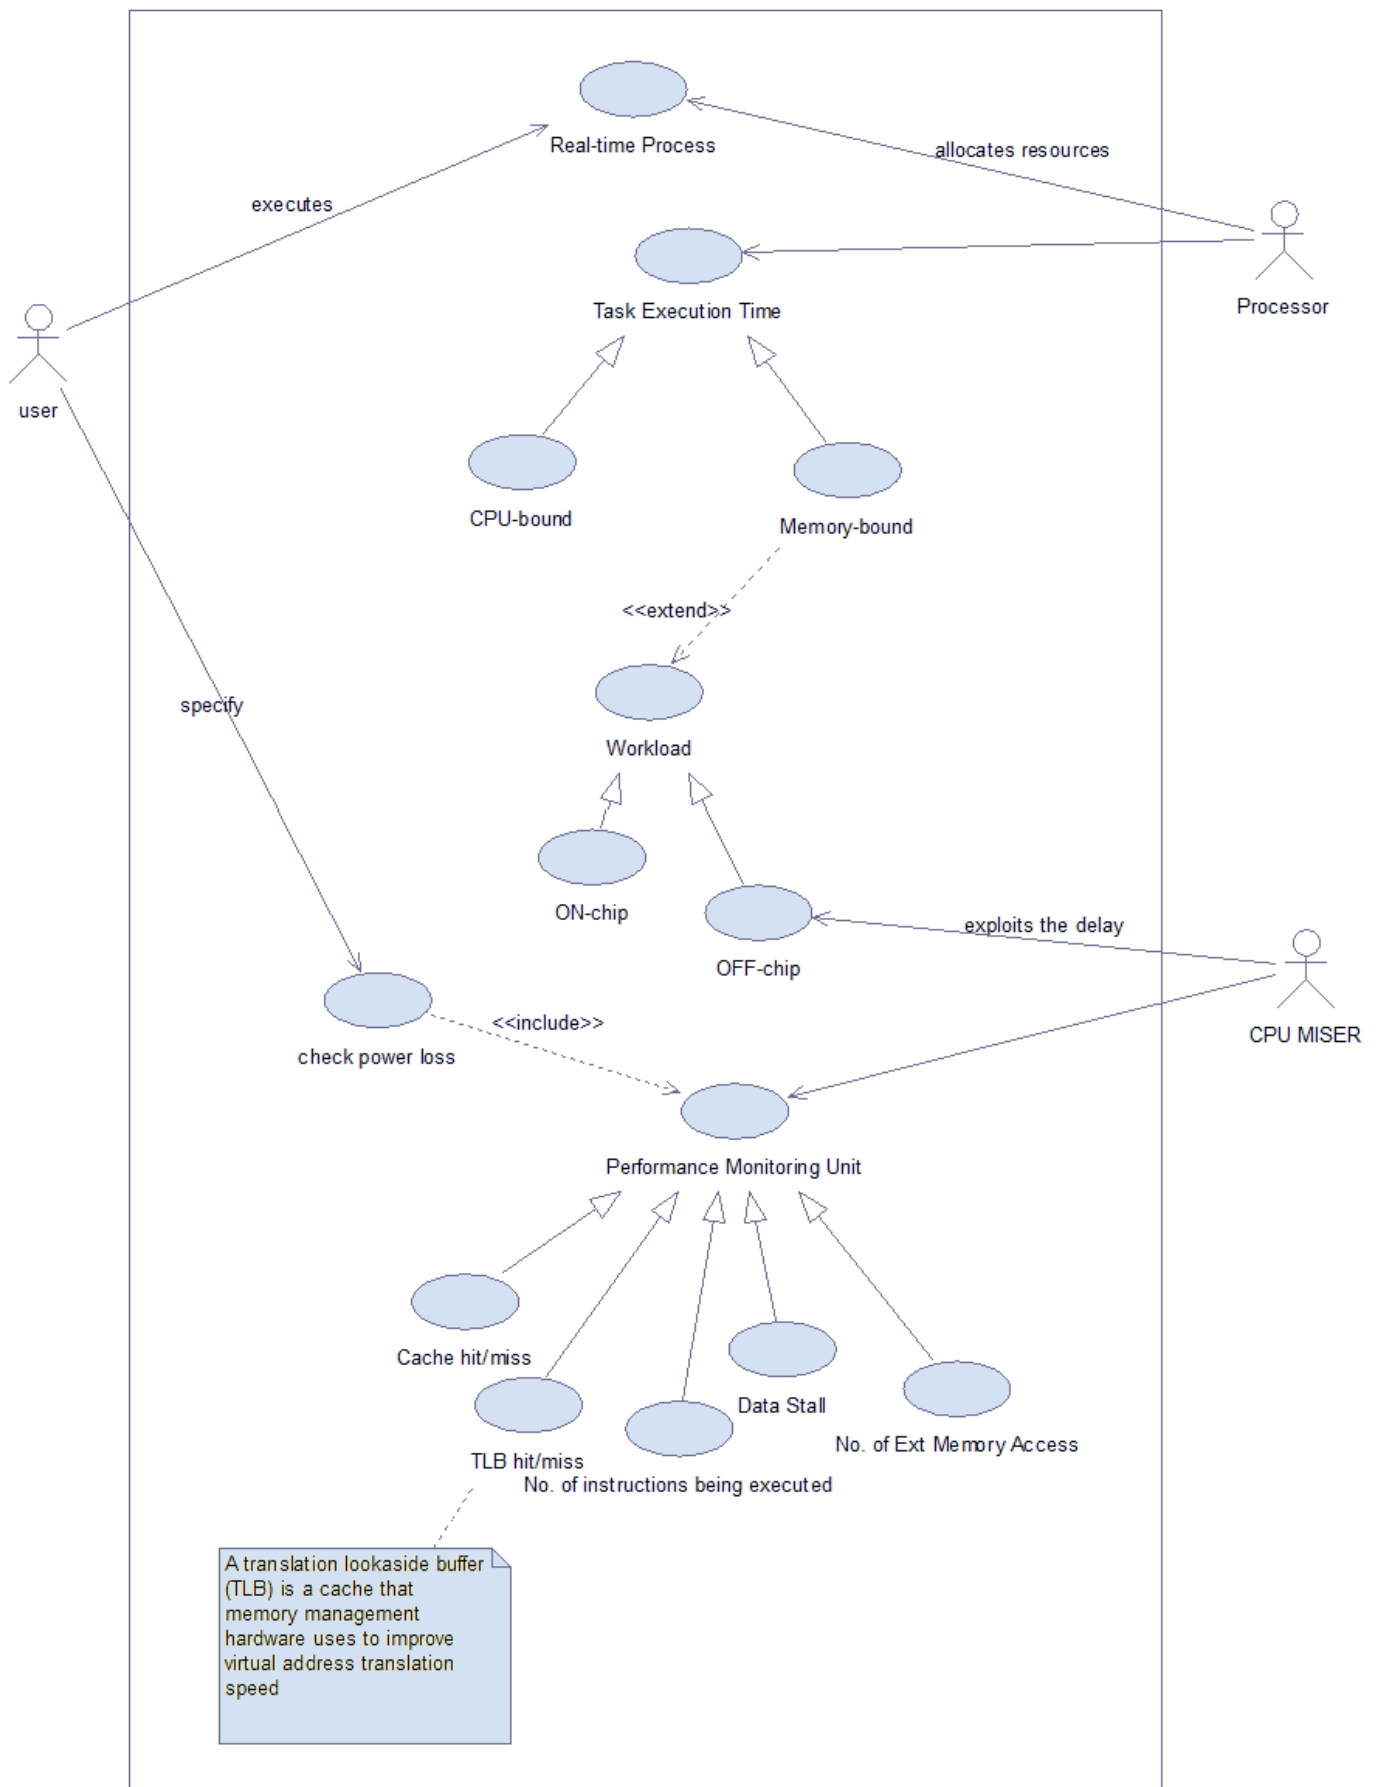 Real-time Process
allocates resources
executes
Task Execution Time
Processor
user
CPU-bound
Memory-bound
<<extend>>
specify
Workload
ON-chip
exploits the delay
OFF-chip
<<include>>
CPU MISER
check power loss
Performance Monitoring Unit
Cache hit/miss
Data Stall
No. of Ext Memory Access
TLB hit/miss
No. of instructions being executed
A translation lookaside buffer
(TLB) is a cache that
memory management
hardware uses to improve
virtual address translation
speed